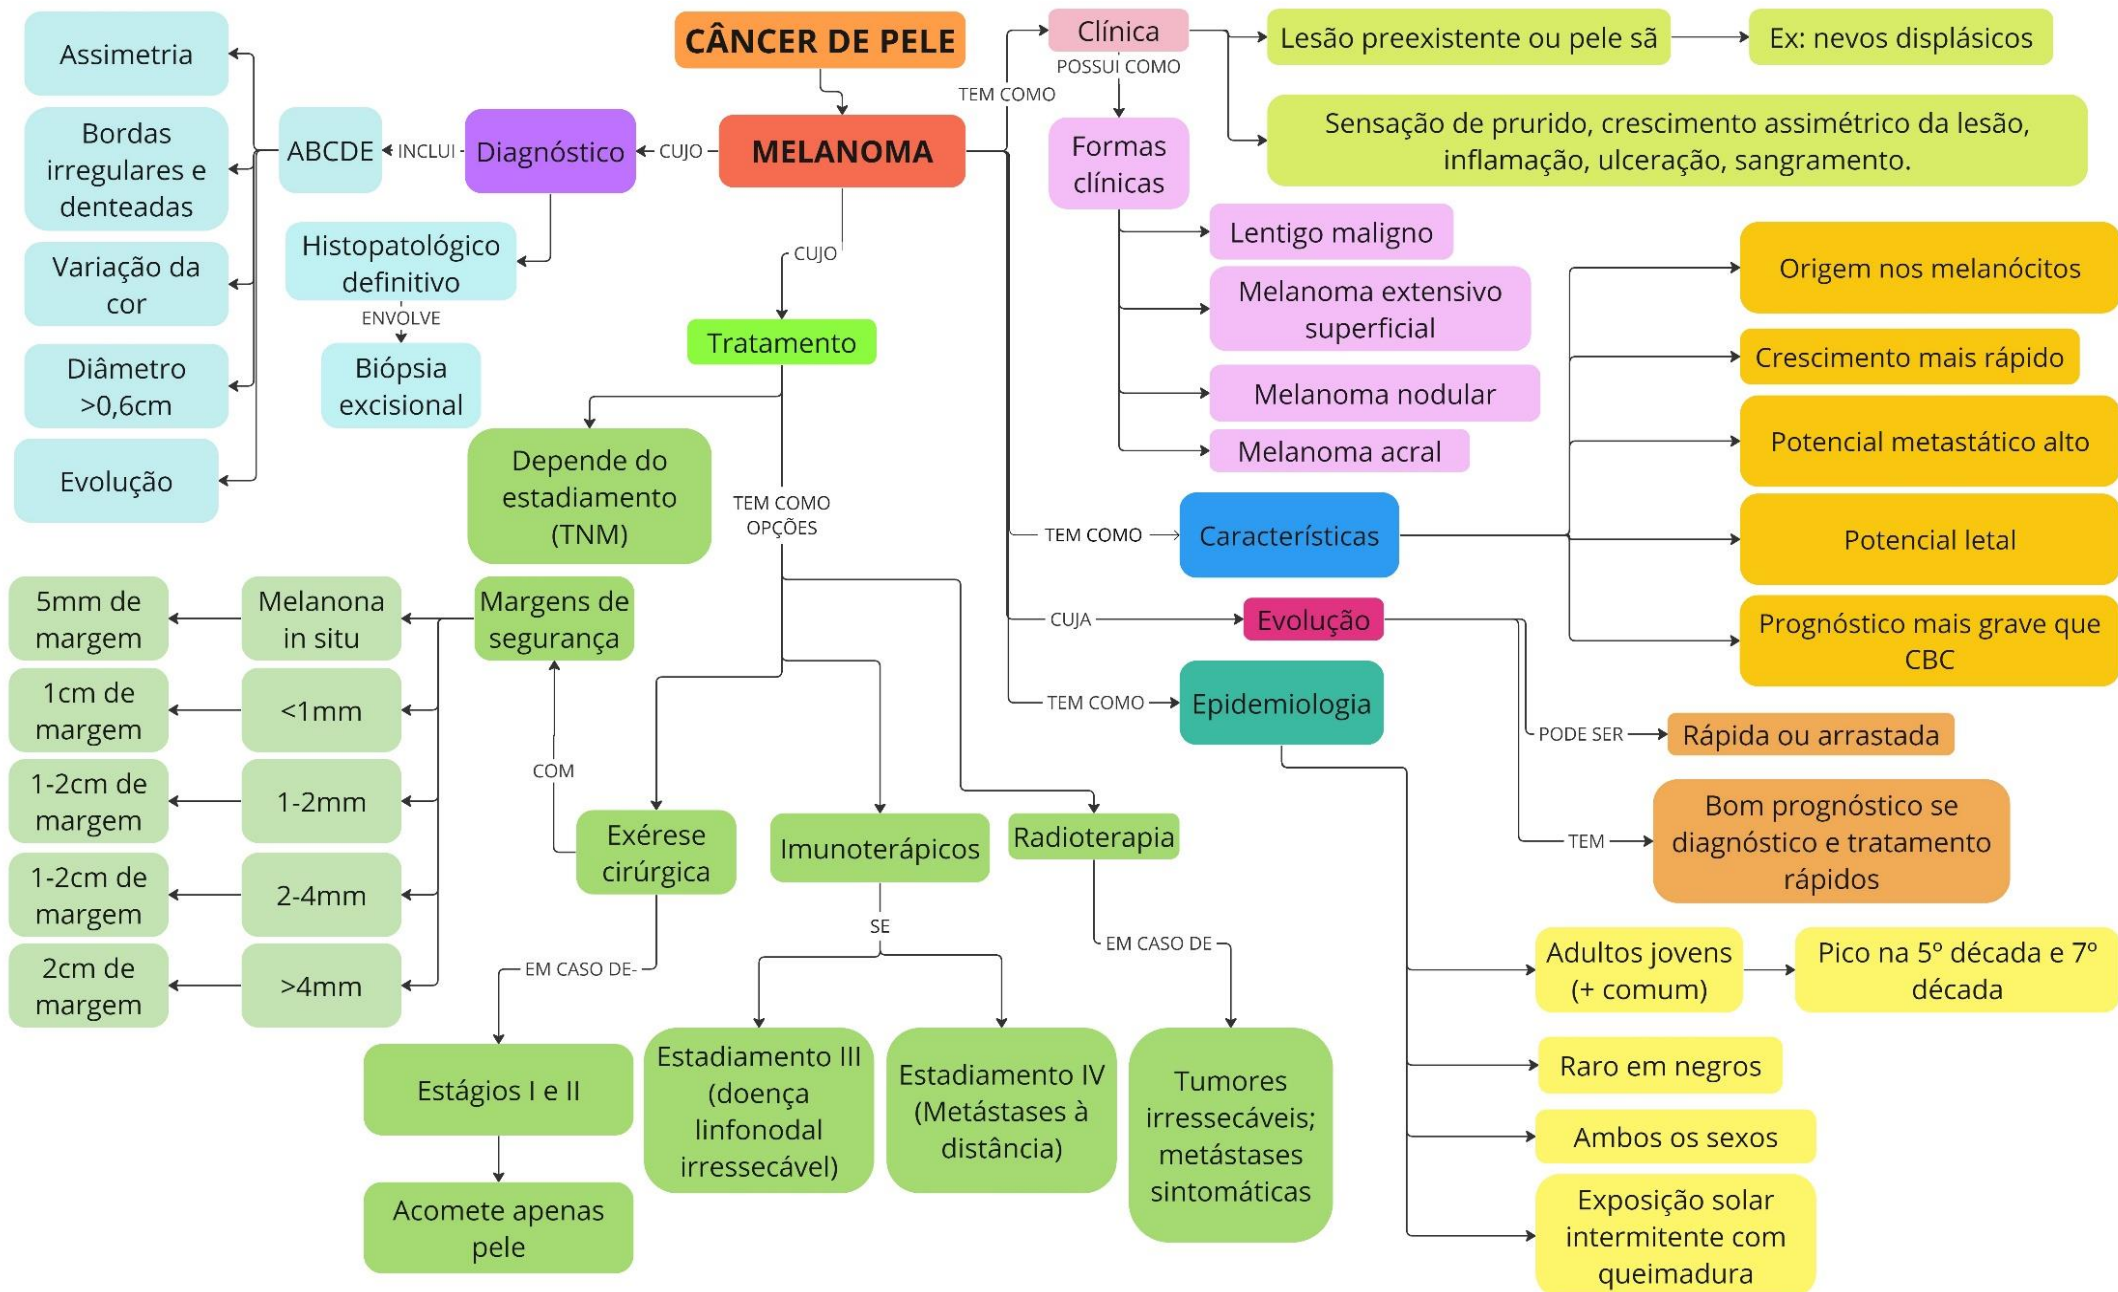 CÂNCER DE PELE
MELANOMA
CUJO
Diagnóstico
INCLUI
ABCDE
Assimetria
Bordas
irregulares e
denteadas
Variação da
cor
Diâmetro
>0,6cm
Evolução
Histopatológico
definitivo
ENVOLVE
Biópsia
excisional
CUJO
Tratamento
Depende do
estadiamento
(TNM)
TEM COMO
OPÇÕES
Margens de
segurança
Melanona
in situ
5mm de
margem
<1mm
1cm de
margem
1-2mm
1-2cm de
margem
2-4mm
1-2cm de
margem
>4mm
2cm de
margem
COM
Exérese
cirúrgica
EM CASO DE-
Estágios I e II
Acomete apenas
pele
Imunoterápicos
SE
Estadiamento III
(doença
linfonodal
irressecável)
Estadiamento IV
(Metástases à
distância)
Radioterapia
EM CASO DE
Tumores
irressecáveis;
metástases
sintomáticas
TEM COMO
Clínica
Lesão preexistente ou pele sã
Ex: nevos displásicos
Sensação de prurido, crescimento assimétrico da lesão,
inflamação, ulceração, sangramento.
POSSUI COMO
Formas
clínicas
Lentigo maligno
Melanoma extensivo
superficial
Melanoma nodular
Melanoma acral
TEM COMO
Características
Origem nos melanócitos
Crescimento mais rápido
Potencial metastático alto
Potencial letal
Prognóstico mais grave que
CBC
CUJA
Evolução
PODE SER
Rápida ou arrastada
TEM
Bom prognóstico se
diagnóstico e tratamento
rápidos
TEM COMO
Epidemiologia
Adultos jovens
(+ comum)
Pico na 5º década e 7º
década
Raro em negros
Ambos os sexos
Exposição solar
intermitente com
queimadura